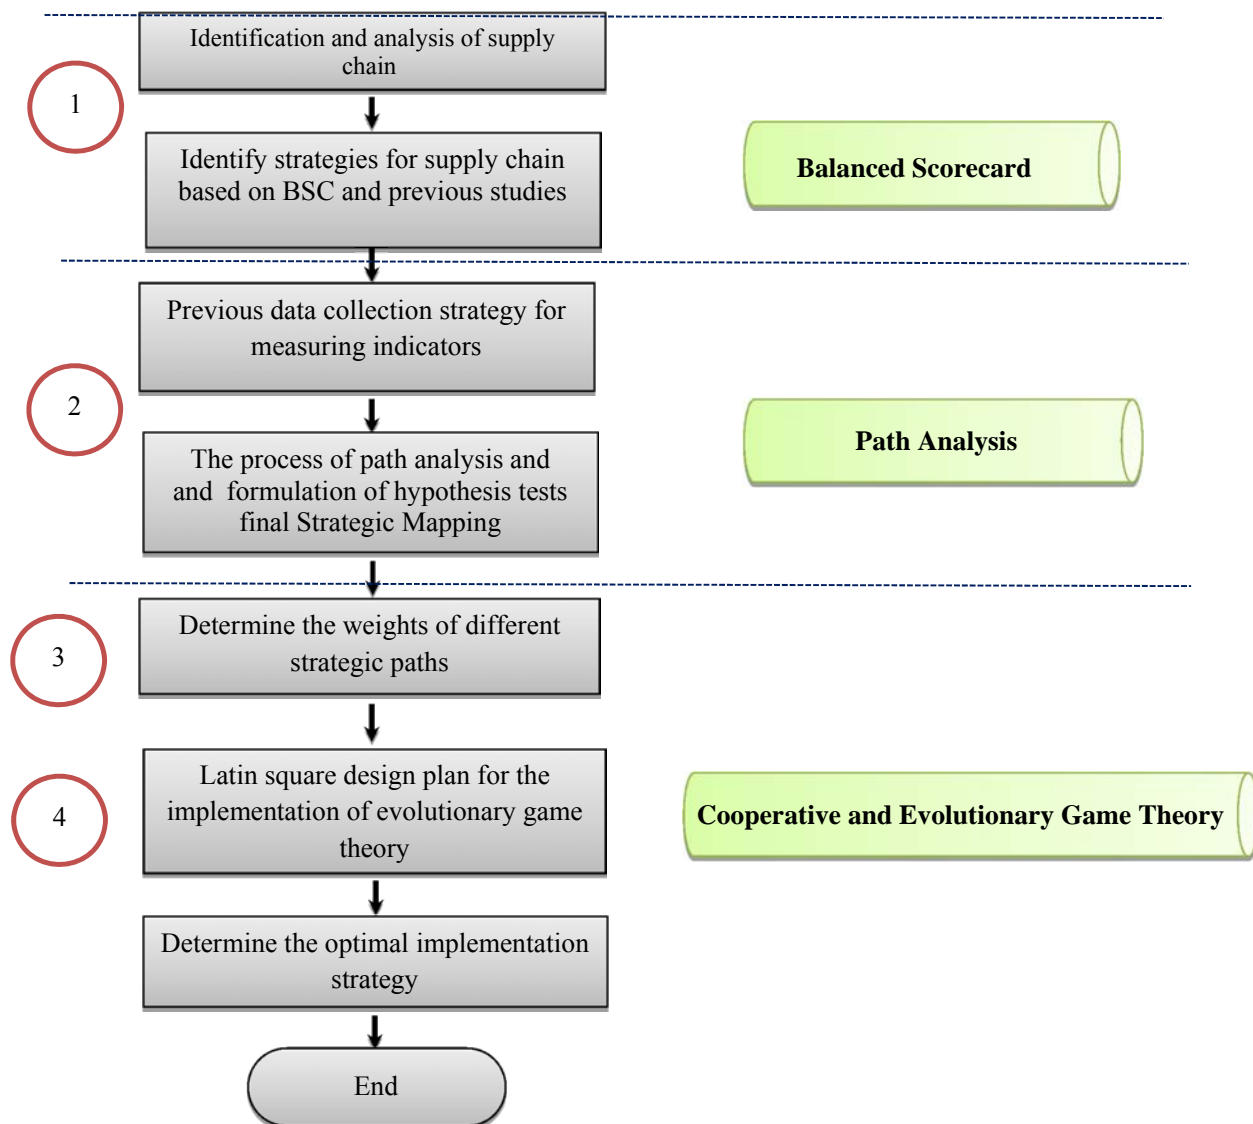 Identification and analysis of supply
chain
1
Identify strategies for supply chain
based on BSC and previous studies
Balanced Scorecard
Previous data collection strategy for
measuring indicators
2
The process of path analysis and
and formulation of hypothesis tests
final Strategic Mapping
Path Analysis
Determine the weights of different
strategic paths
3
Latin square design plan for the
implementation of evolutionary game
theory
4
Cooperative and Evolutionary Game Theory
Determine the optimal implementation
strategy
End